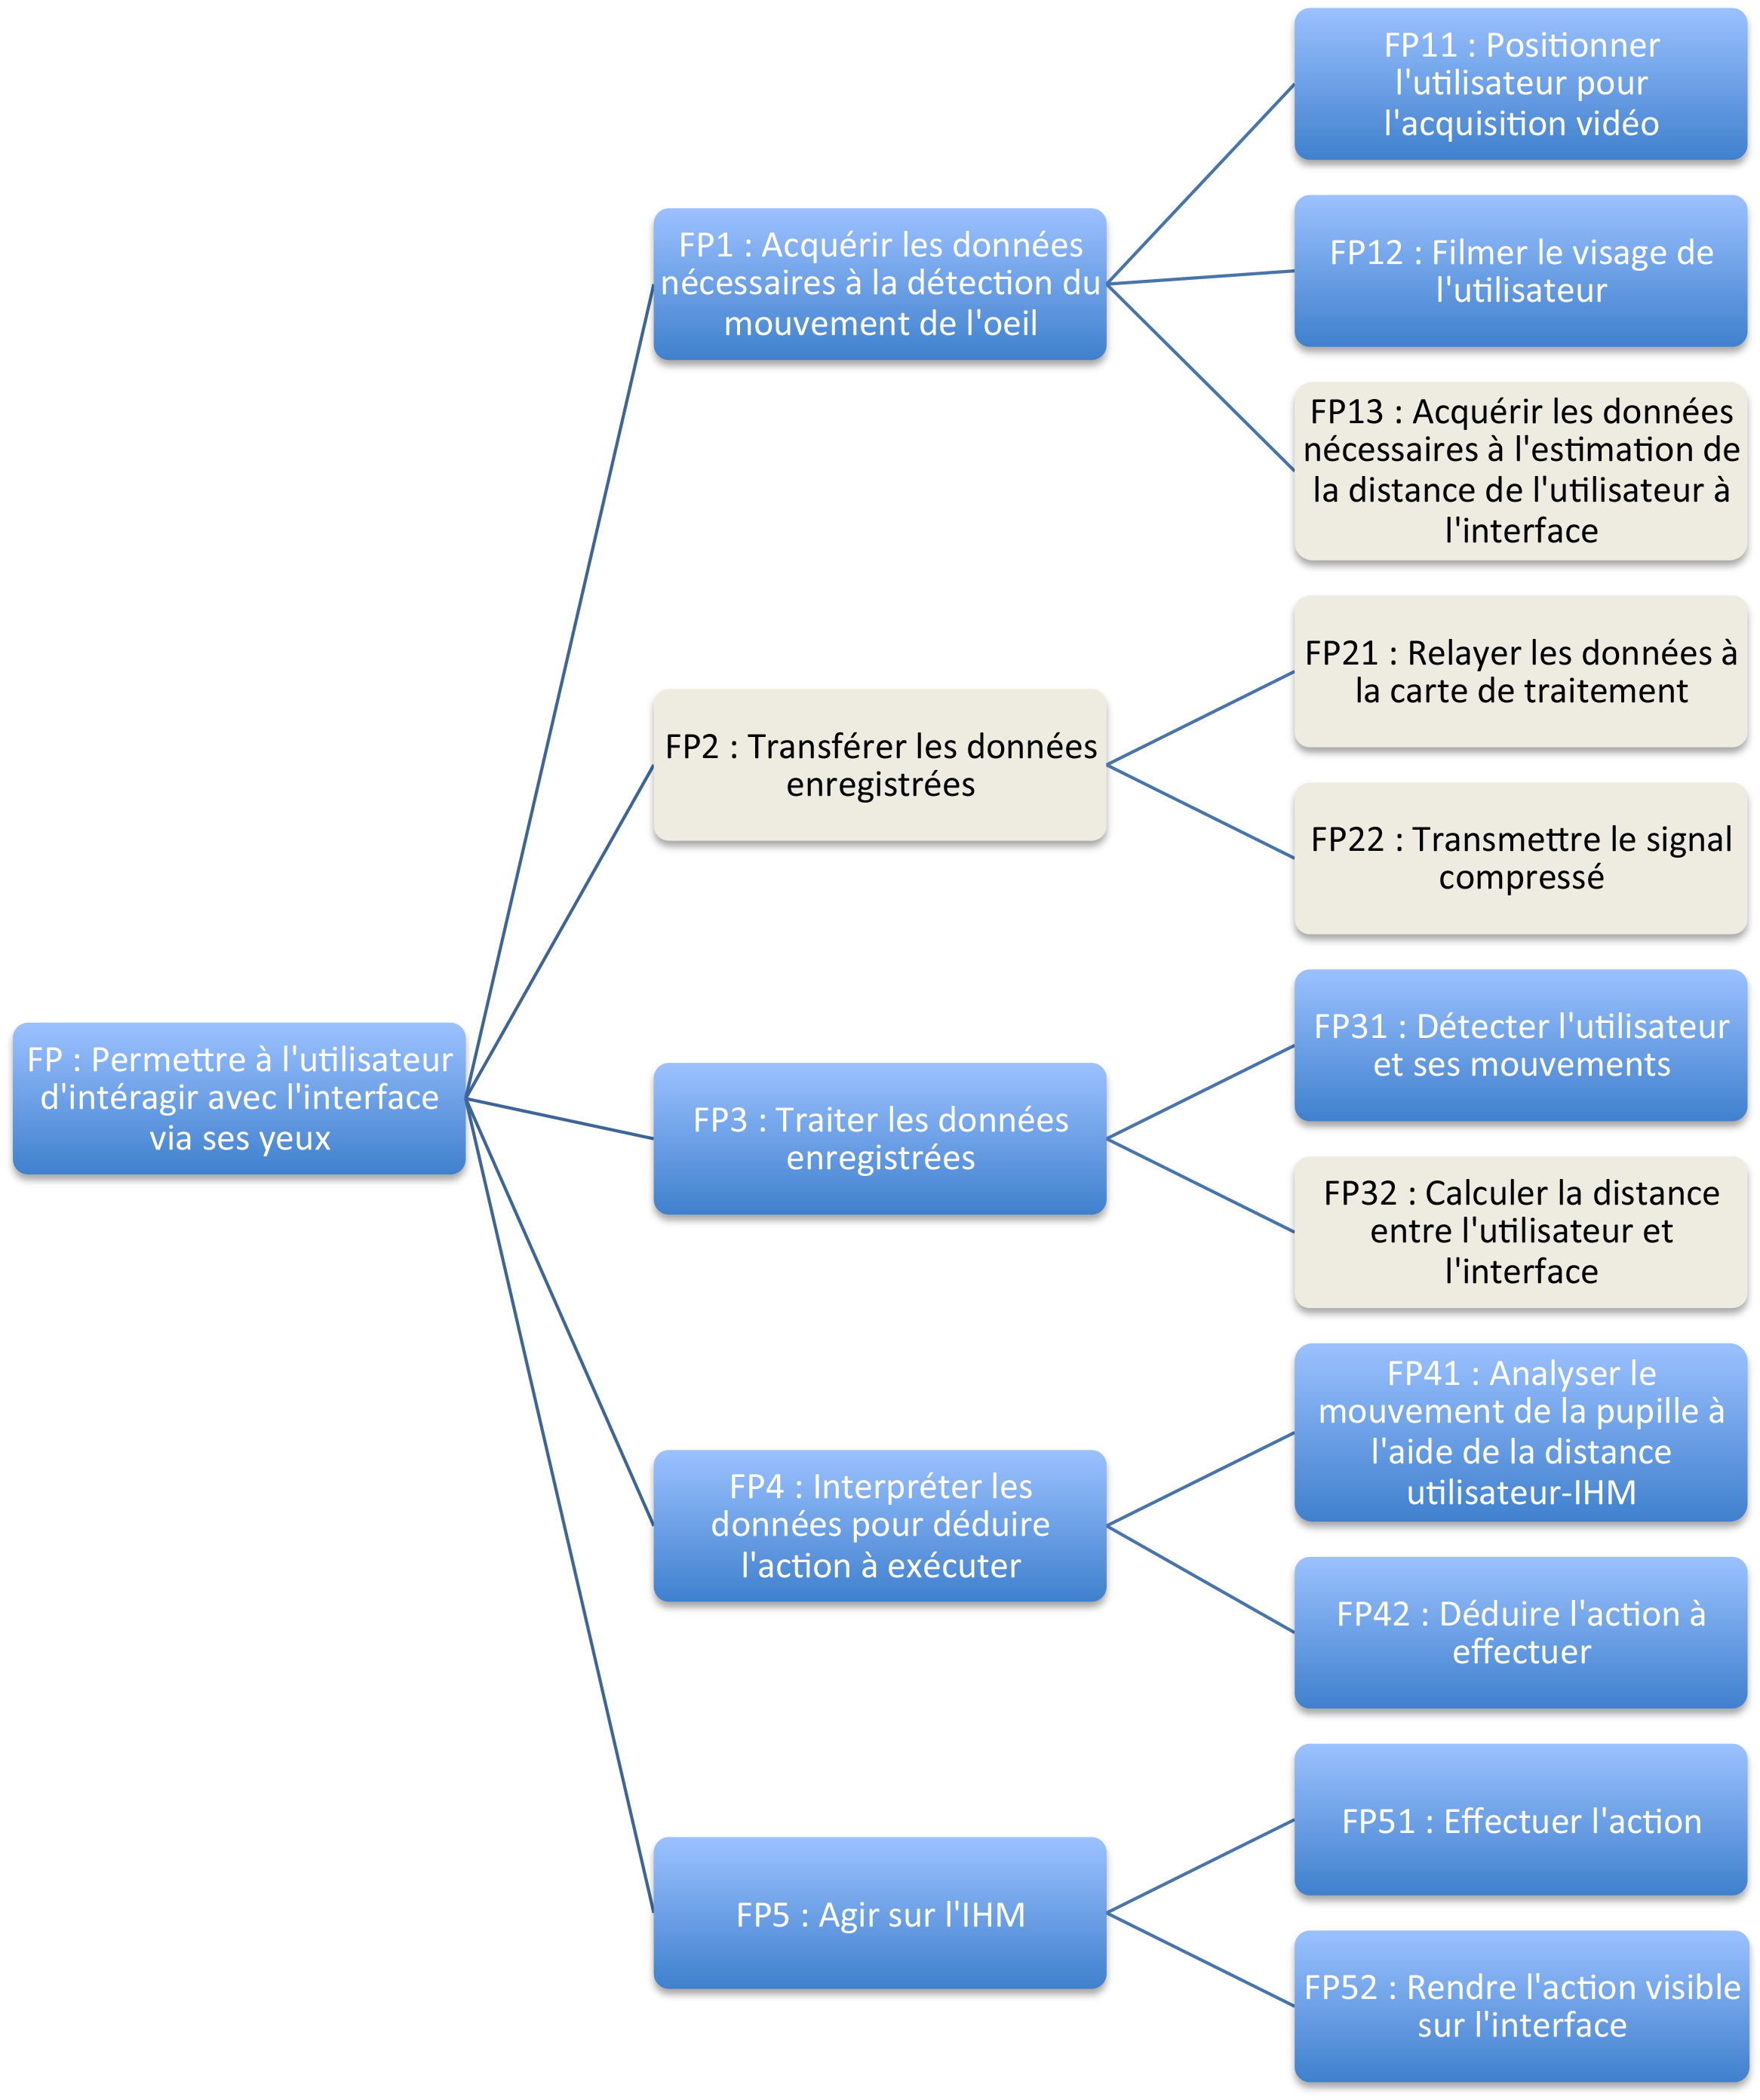 FP : Permettre à l'utilisateur
d'intéragir avec l'interface
via ses yeux
FP1 : Acquérir les données
nécessaires à la détection du
mouvement de l'oeil
FP11 : Positionner
l'utilisateur pour
l'acquisition vidéo
FP12 : Filmer le visage de
l'utilisateur
FP13 : Acquérir les données
nécessaires à l'estimation de
la distance de l'utilisateur à
l'interface
FP2 : Transférer les données
enregistrées
FP21 : Relayer les données à
la carte de traitement
FP22 : Transmettre le signal
compressé
FP3 : Traiter les données
enregistrées
FP31 : Détecter l'utilisateur
et ses mouvements
FP32 : Calculer la distance
entre l'utilisateur et
l'interface
FP4 : Interpréter les
données pour déduire
l'action à exécuter
FP41 : Analyser le
mouvement de la pupille à
l'aide de la distance
utilisateur-IHM
FP42 : Déduire l'action à
effectuer
FP5 : Agir sur l'IHM
FP51 : Effectuer l'action
FP52 : Rendre l'action visible
sur l'interface